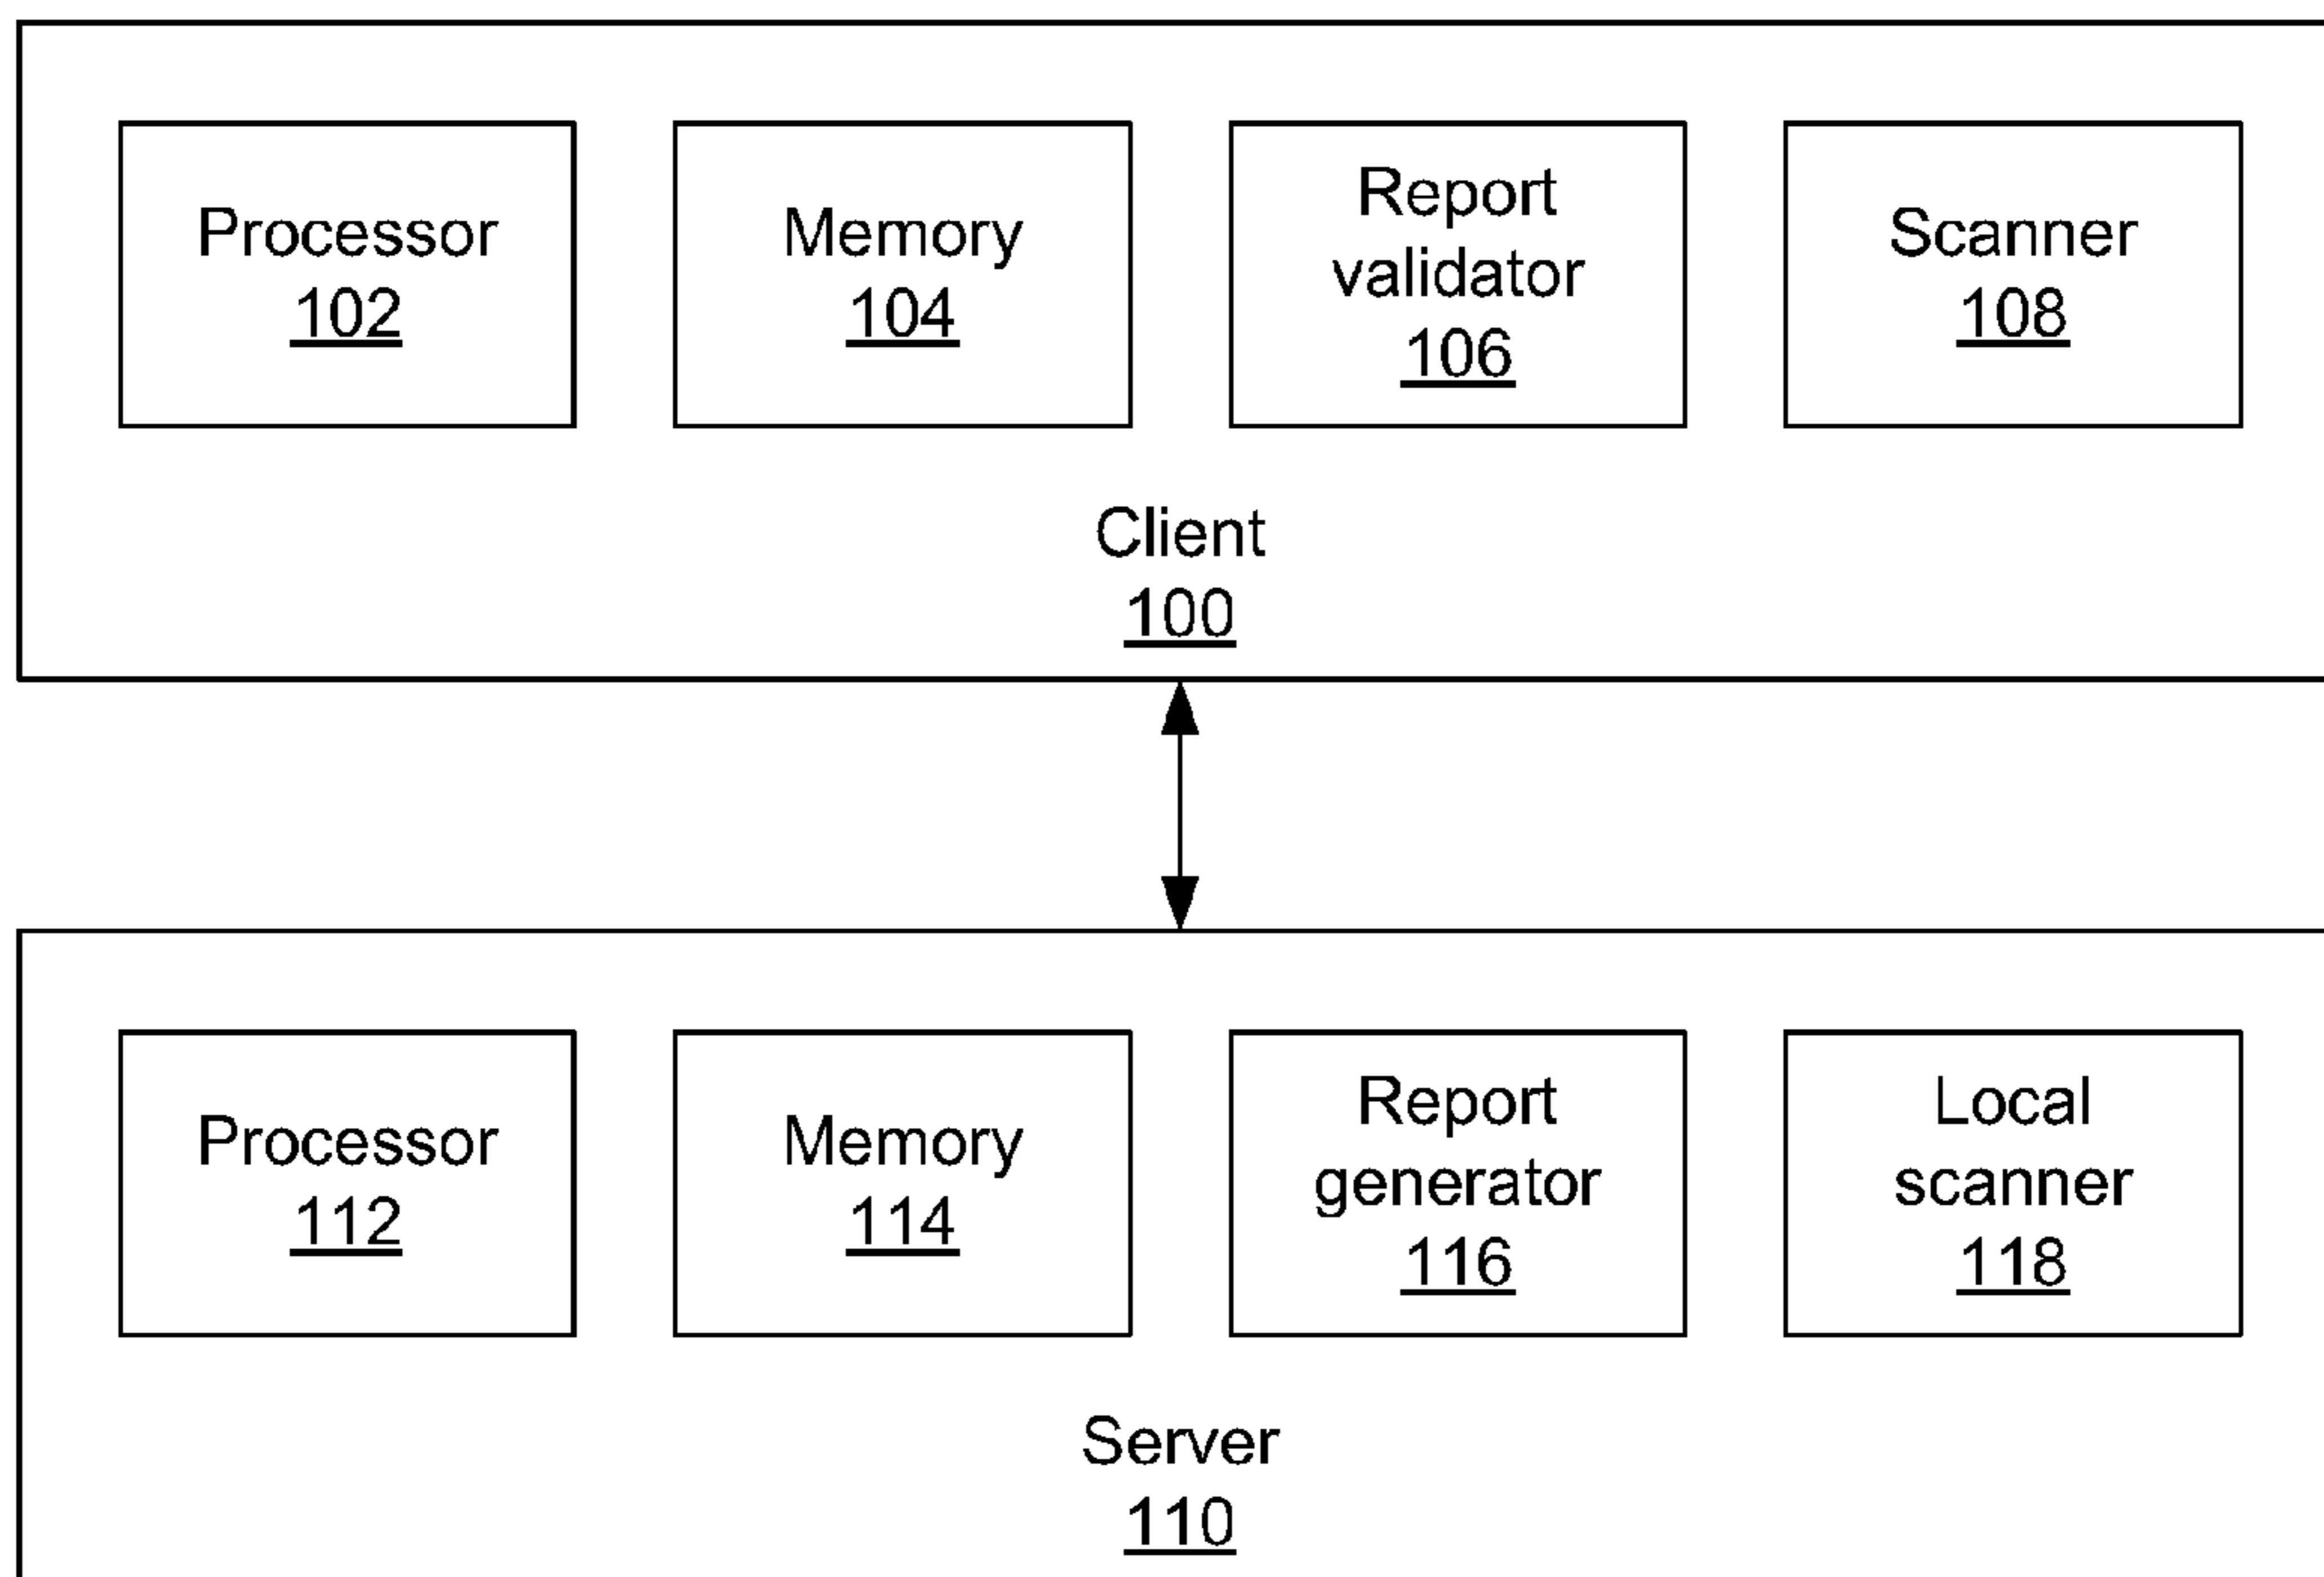 Processor
102
Memory
104
Report
validator
106
Scanner
108
Client
100
Processor
112
Memory
114
Report
generator
116
Local
scanner
118
Server
110